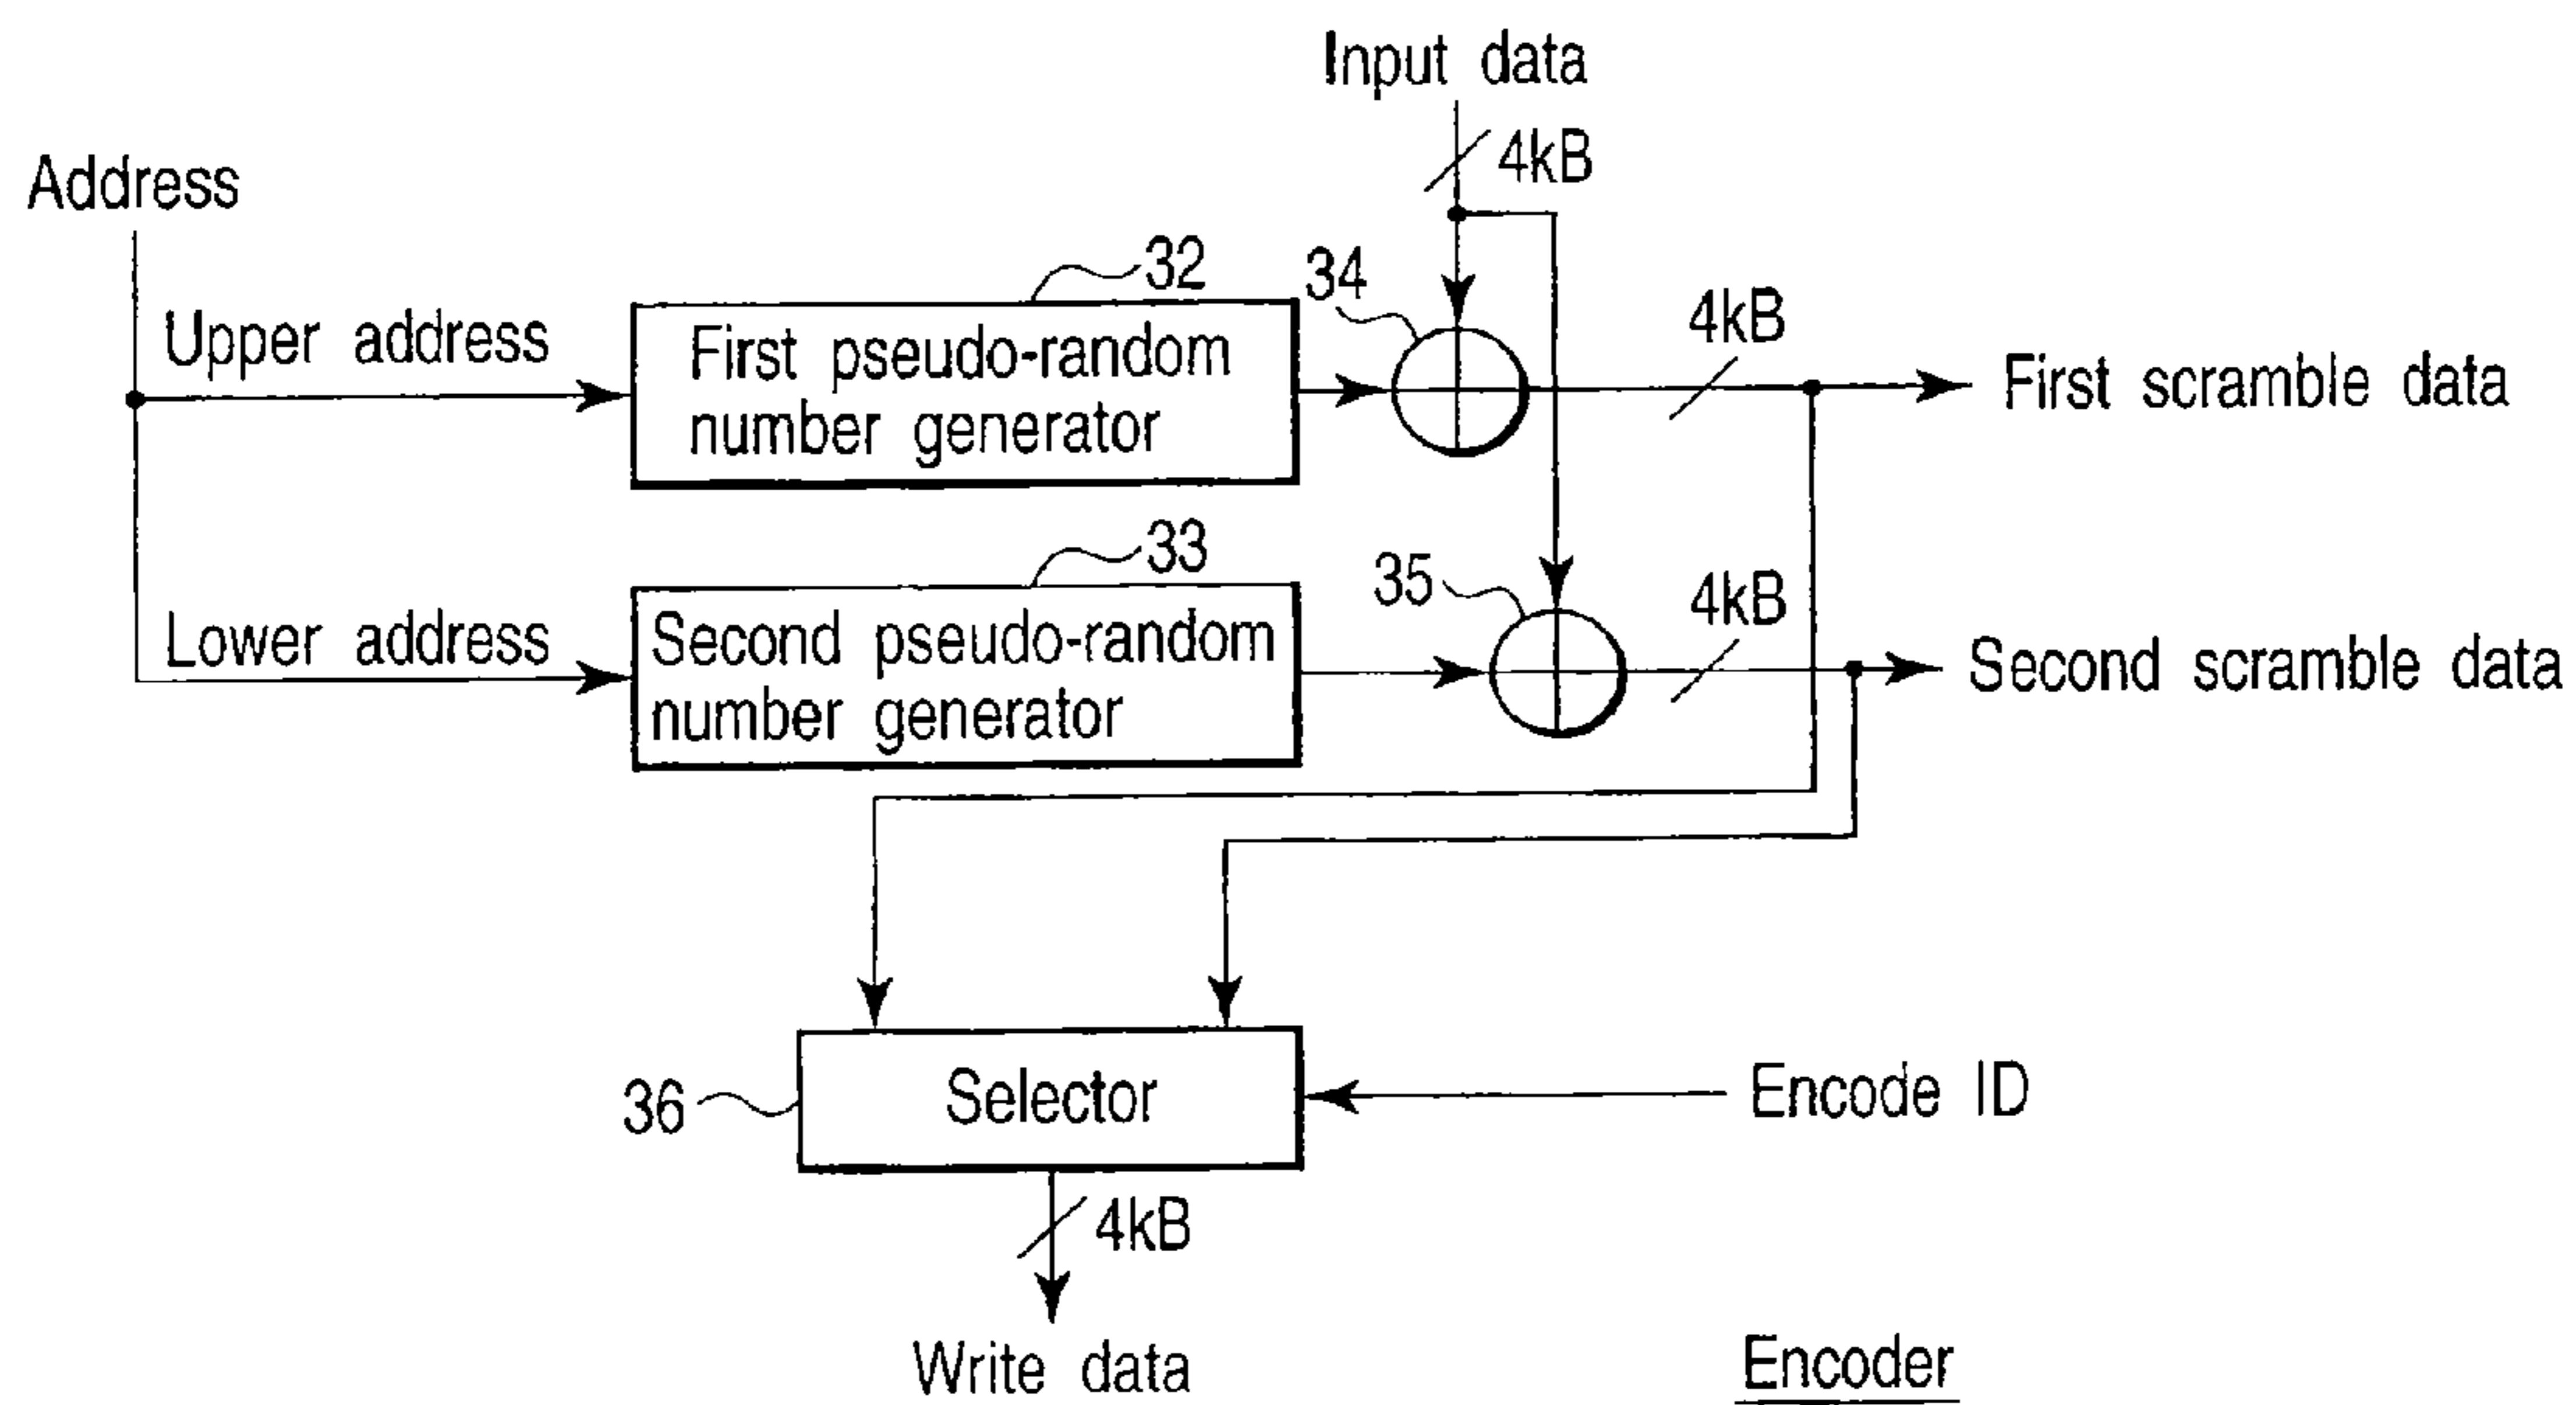 Input data
4kB
Address
32
34
Upper address
First pseudo-random
number generator
4kB
First scramble data
33
35
Lower address
Second pseudo-random
number generator
4kB
Second scramble data
36
Selector
Encode ID
4kB
Write data
Encoder